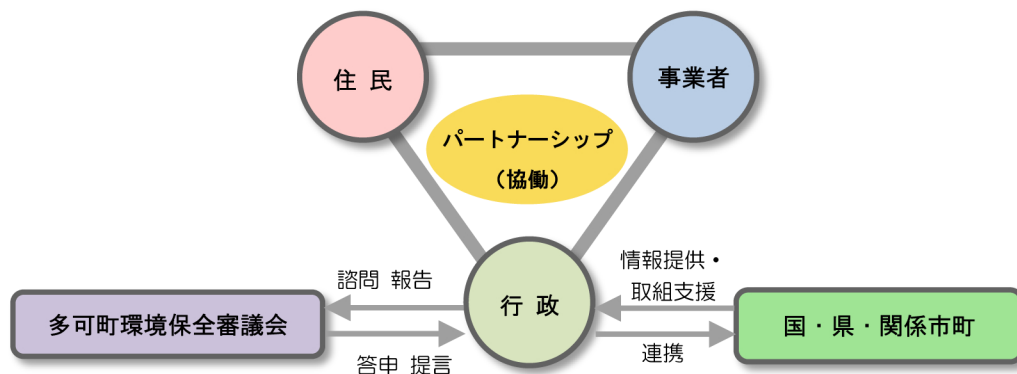 住 民
事業者
パートナーシップ
（協働）
諮問 報告
情報提供・
取組支援
多可町環境保全審議会
行 政
国・県・関係市町
答申 提言
連携